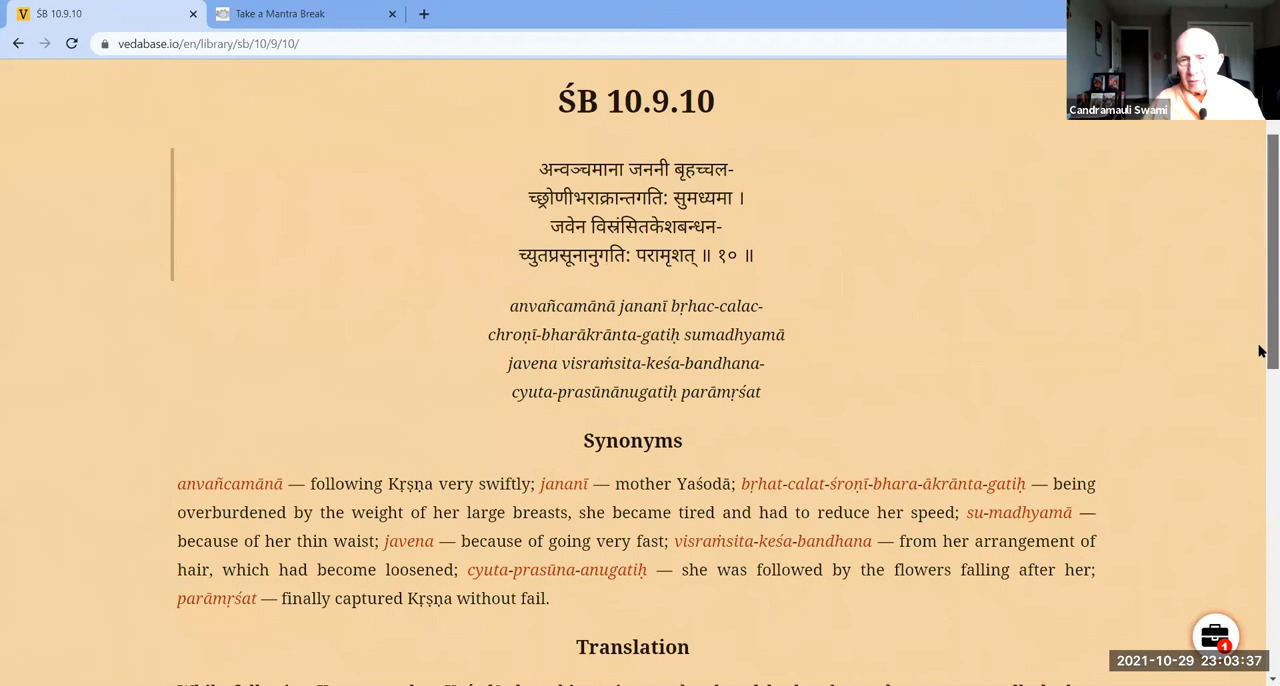 ŚB 10.9.10
Take a Mantra Break
vedabase.io/en/library/sb/10/9/10/
Candramauli Swami
ŚB 10.9.10
अन्वञ्चमाना जननी बृहच्चल-
च्छ्रोणीभराक्रान्तगति: सुमध्यमा ।
जवेन विस्रंसितकेशबन्धन-
च्युतप्रसूनानुगति: परामृशत् ॥ १० ॥
anvañcamānā jananī bṛhac-calac-
chroṇī-bharākrānta-gatiḥ sumadhyamā
javena visraṁsita-keśa-bandhana-
cyuta-prasūnānugatiḥ parāmṛśat
Synonyms
anvañcamānā — following Kṛṣṇa very swiftly; jananī — mother Yaśodā; bṛhat-calat-śroṇī-bhara-ākrānta-gatiḥ — being
overburdened by the weight of her large breasts, she became tired and had to reduce her speed; su-madhyamā —
because of her thin waist; javena — because of going very fast; visraṁsita-keśa-bandhana — from her arrangement of
hair, which had become loosened; cyuta-prasūna-anugatiḥ — she was followed by the flowers falling after her;
parāmṛśat — finally captured Kṛṣṇa without fail.
Translation
1
2021-10-29 23:03:37